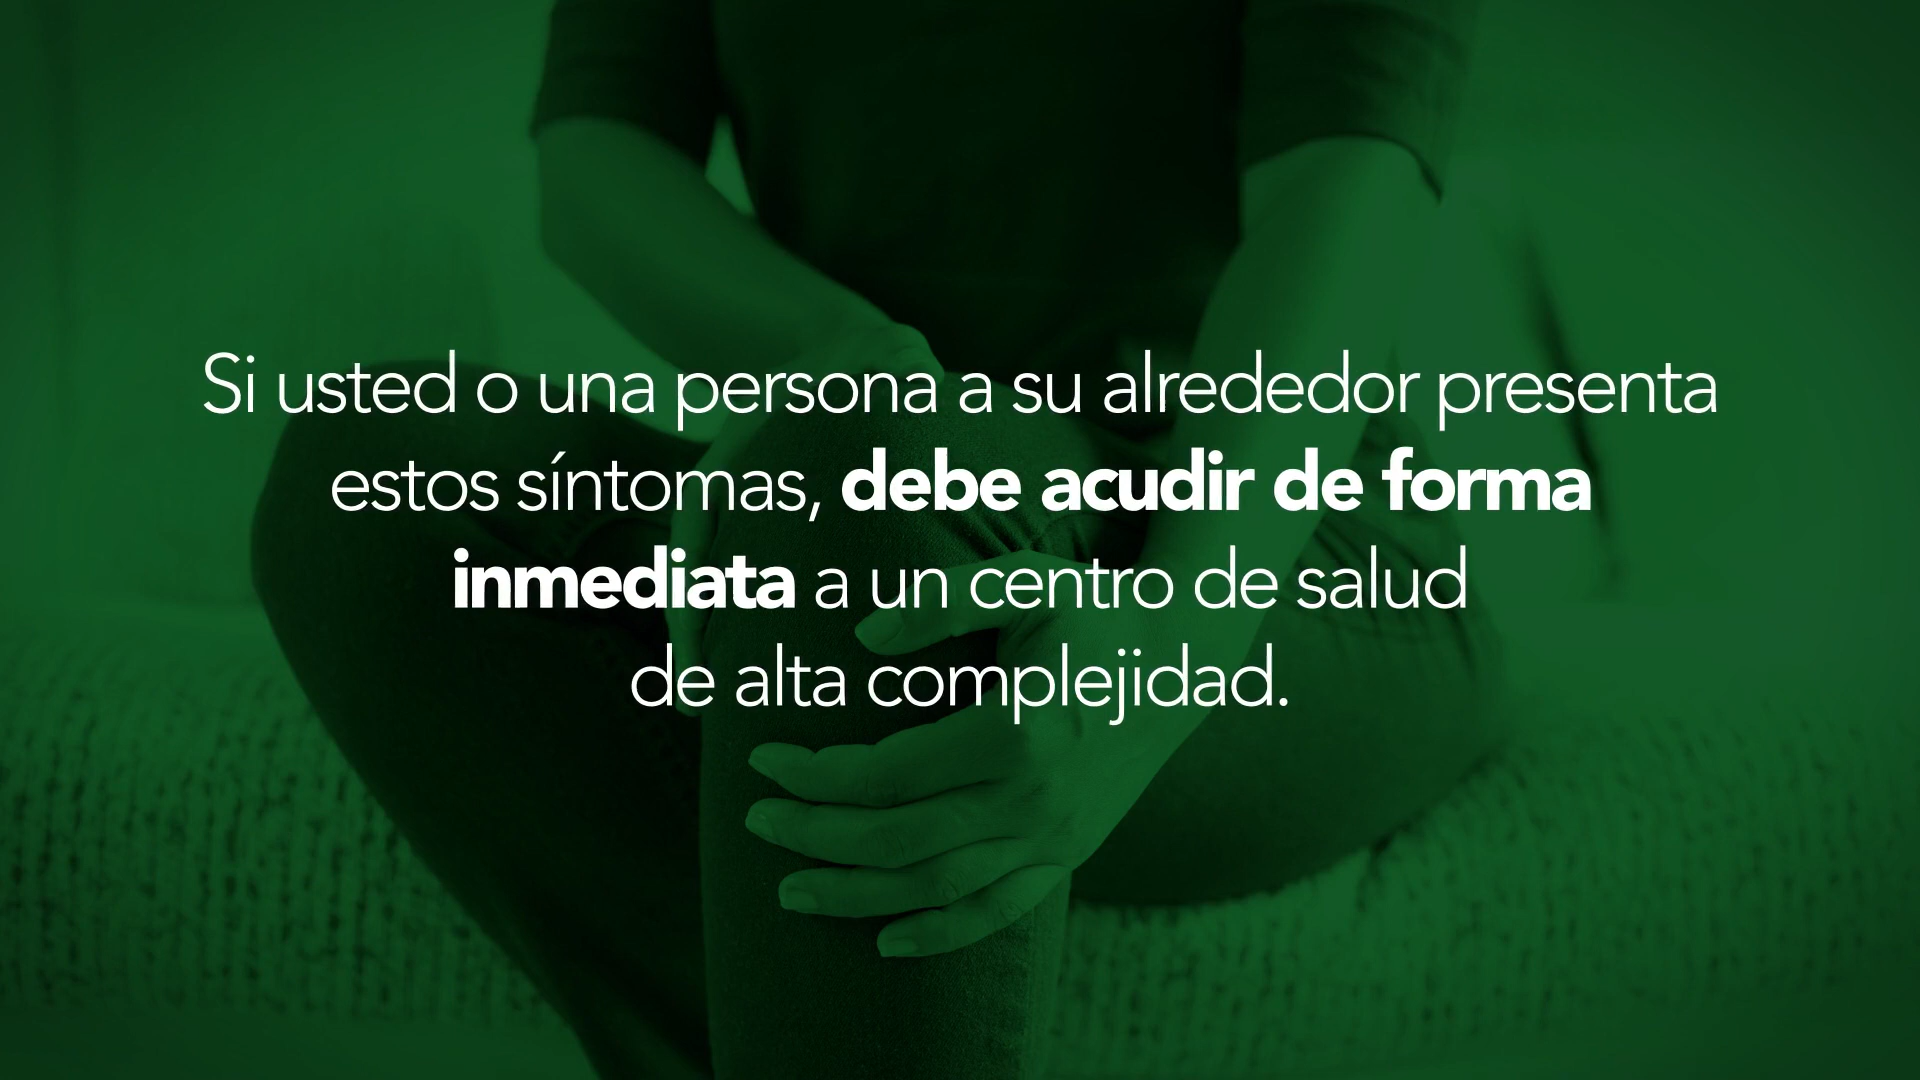 Si usted o una persona a su alrededor presenta
estos síntomas, debe acudir de forma
inmediata a un centro de salud
de alta complejidad.